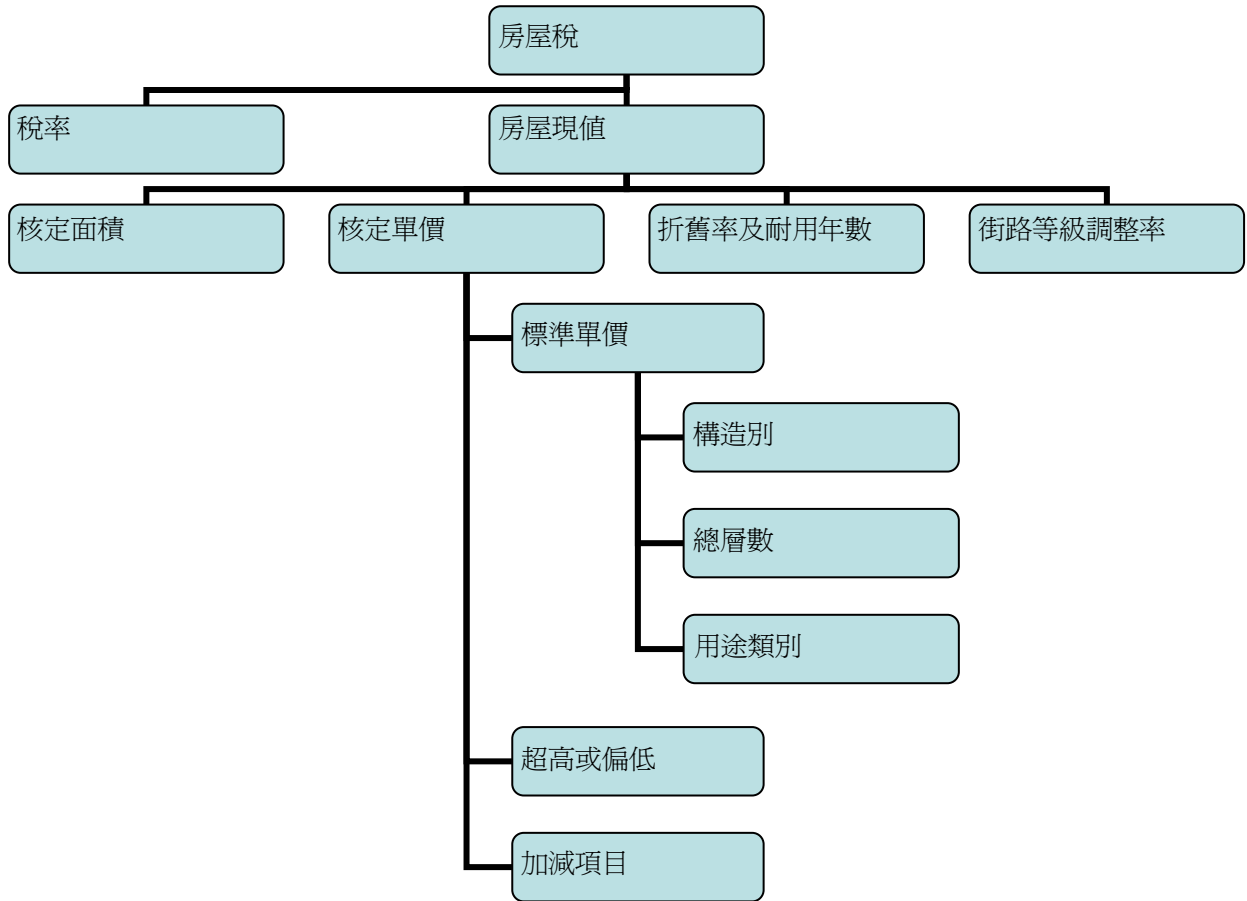 房屋稅
稅率
房屋現值
核定面積
核定單價
折舊率及耐用年數
街路等級調整率
標準單價
構造別
總層數
用途類別
超高或偏低
加減項目